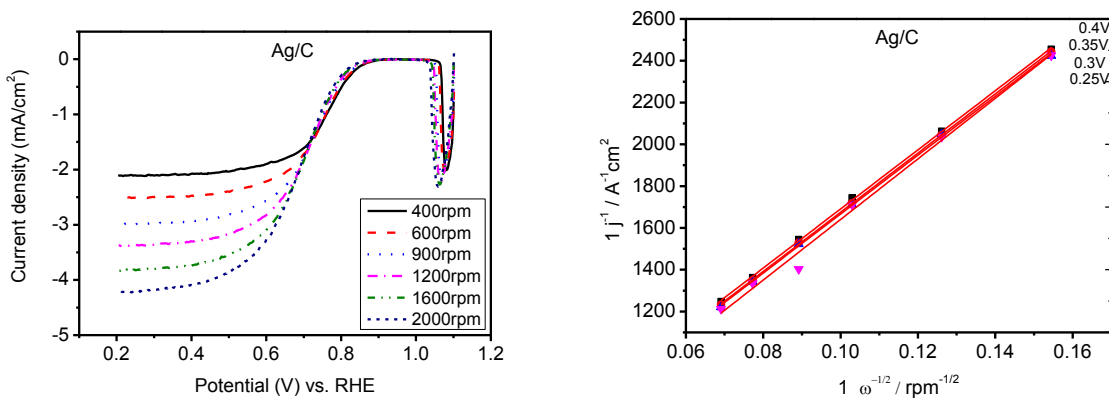 Ag/C
0
-1
-2
-3
-4
-5
Current density (mA/cm²)
400rpm
600rpm
900rpm
1200rpm
1600rpm
2000rpm
0.2 0.4 0.6 0.8 1.0 1.2
Potential (V) vs. RHE
Ag/C
2600
2400
2200
2000
1800
1600
1400
1200
1 j⁻¹ / A⁻¹cm²
0.4V
0.35V
0.3V
0.25V
0.06 0.08 0.10 0.12 0.14 0.16
1 ω⁻¹/² / rpm⁻¹/²